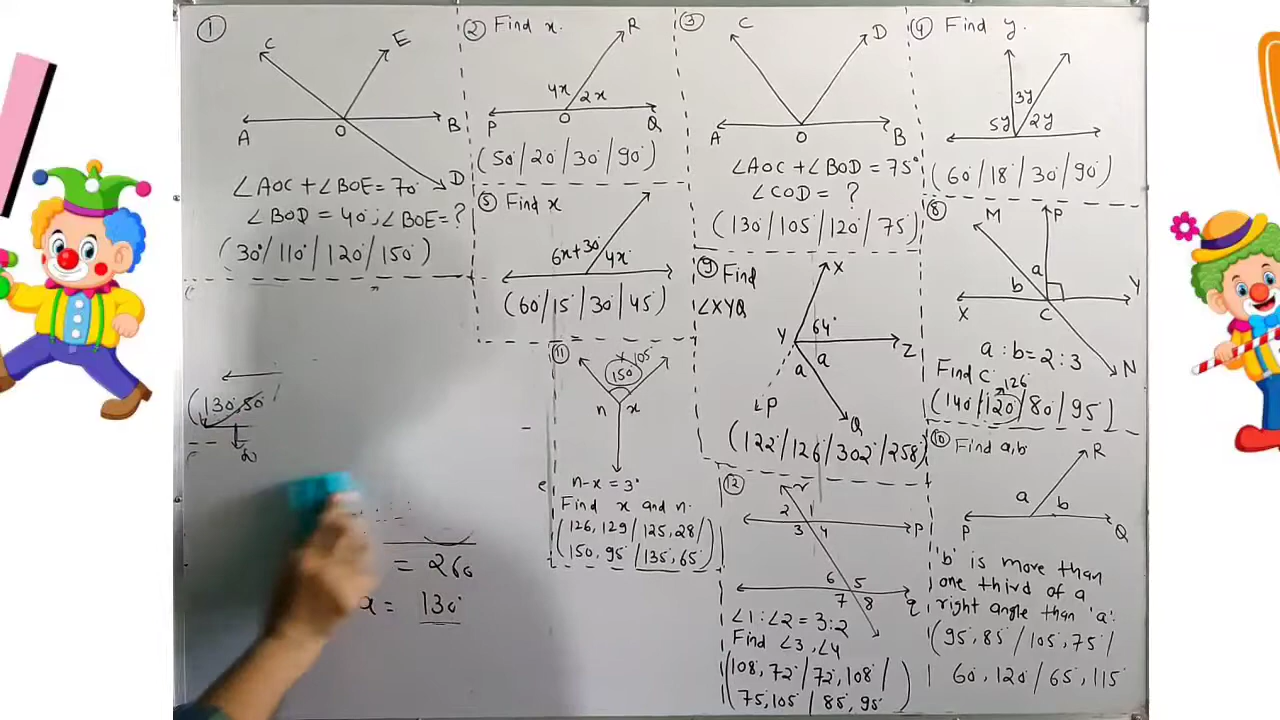 ①
C
E
A
O
B
D
∠AOC + ∠BOE = 70°
∠BOD = 40° ; ∠BOE = ?
(30° / 110° / 120° / 150°)
② Find x.
R
4x 2x
P O Q
(50° / 20° / 30° / 90°)
③
C
D
A O B
∠AOC + ∠BOD = 75°
∠COD = ?
(130° / 105° / 120° / 75°)
④ Find y.
3y
5y 2y
(60° / 18° / 30° / 90°)
⑤ Find x
6x+30° 4x
(60° / 15° / 30° / 45°)
⑧
M P
a
b Y
X C
N
a : b = 2 : 3
Find C 126°
(140° / 120° / 80° / 95°)
⑨ Find
∠XYQ
X
Y 64°
Z
a a
P
Q
(122° / 126° / 302° / 258°)
⑩ Find a,b
R
a b
P Q
'b' is more than
one third of a
right angle than 'a'.
(95°, 85° / 105°, 75° /
60°, 120° / 65°, 115°
⑪
105
150°
n x
n-x = 3°
Find x and n.
(126, 129 / 125, 28 /
150, 95° / 135, 65°)
⑫
r
2 1
3 4 P
6 5
7 8 q
∠1 : ∠2 = 3:2
Find ∠3, ∠4
(108, 72° / 72°, 108° /
75, 105° / 85°, 95°)
(130°, 50°
= 260
= 130°